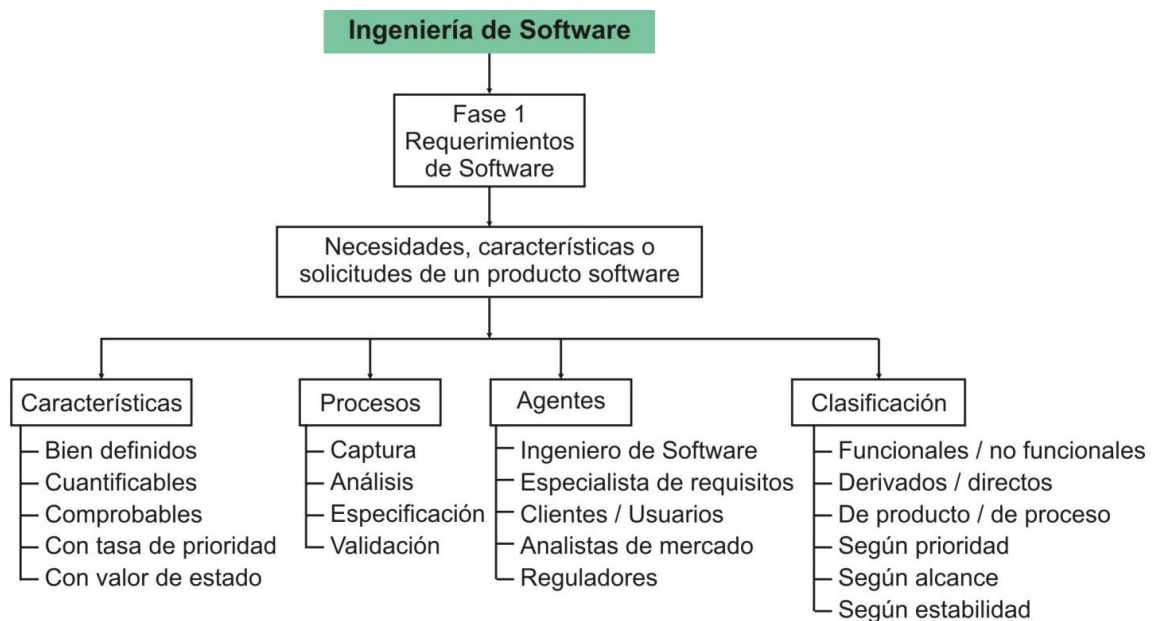 Ingeniería de Software
Fase 1
Requerimientos
de Software
Necesidades, características o
solicitudes de un producto software
Características
Bien definidos
Cuantificables
Comprobables
Con tasa de prioridad
Con valor de estado
Procesos
Captura
Análisis
Especificación
Validación
Agentes
Ingeniero de Software
Especialista de requisitos
Clientes / Usuarios
Analistas de mercado
Reguladores
Clasificación
Funcionales / no funcionales
Derivados / directos
De producto / de proceso
Según prioridad
Según alcance
Según estabilidad